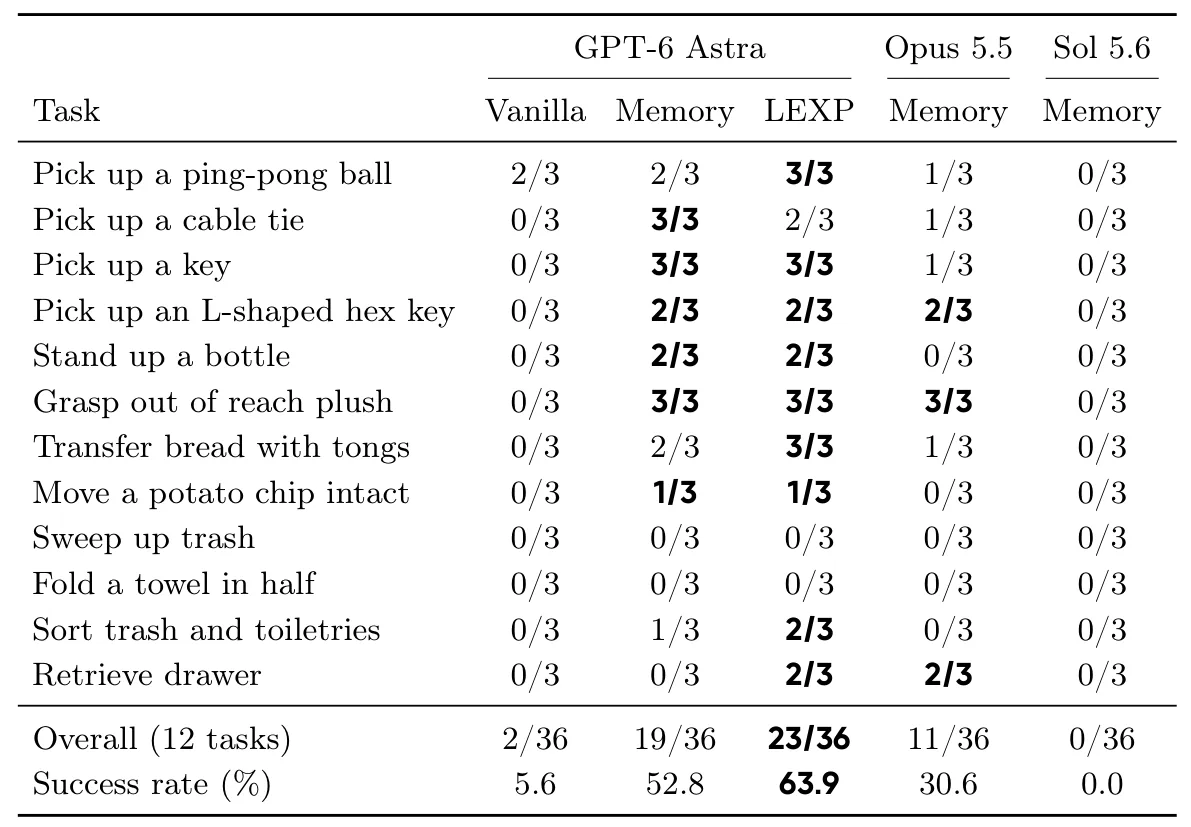 GPT-6 Astra Opus 5.5 Sol 5.6
Task Vanilla Memory LEXP Memory Memory
Pick up a ping-pong ball 2/3 2/3 3/3 1/3 0/3
Pick up a cable tie 0/3 3/3 2/3 1/3 0/3
Pick up a key 0/3 3/3 3/3 1/3 0/3
Pick up an L-shaped hex key 0/3 2/3 2/3 2/3 0/3
Stand up a bottle 0/3 2/3 2/3 0/3 0/3
Grasp out of reach plush 0/3 3/3 3/3 3/3 0/3
Transfer bread with tongs 0/3 2/3 3/3 1/3 0/3
Move a potato chip intact 0/3 1/3 1/3 0/3 0/3
Sweep up trash 0/3 0/3 0/3 0/3 0/3
Fold a towel in half 0/3 0/3 0/3 0/3 0/3
Sort trash and toiletries 0/3 1/3 2/3 0/3 0/3
Retrieve drawer 0/3 0/3 2/3 2/3 0/3
Overall (12 tasks) 2/36 19/36 23/36 11/36 0/36
Success rate (%) 5.6 52.8 63.9 30.6 0.0